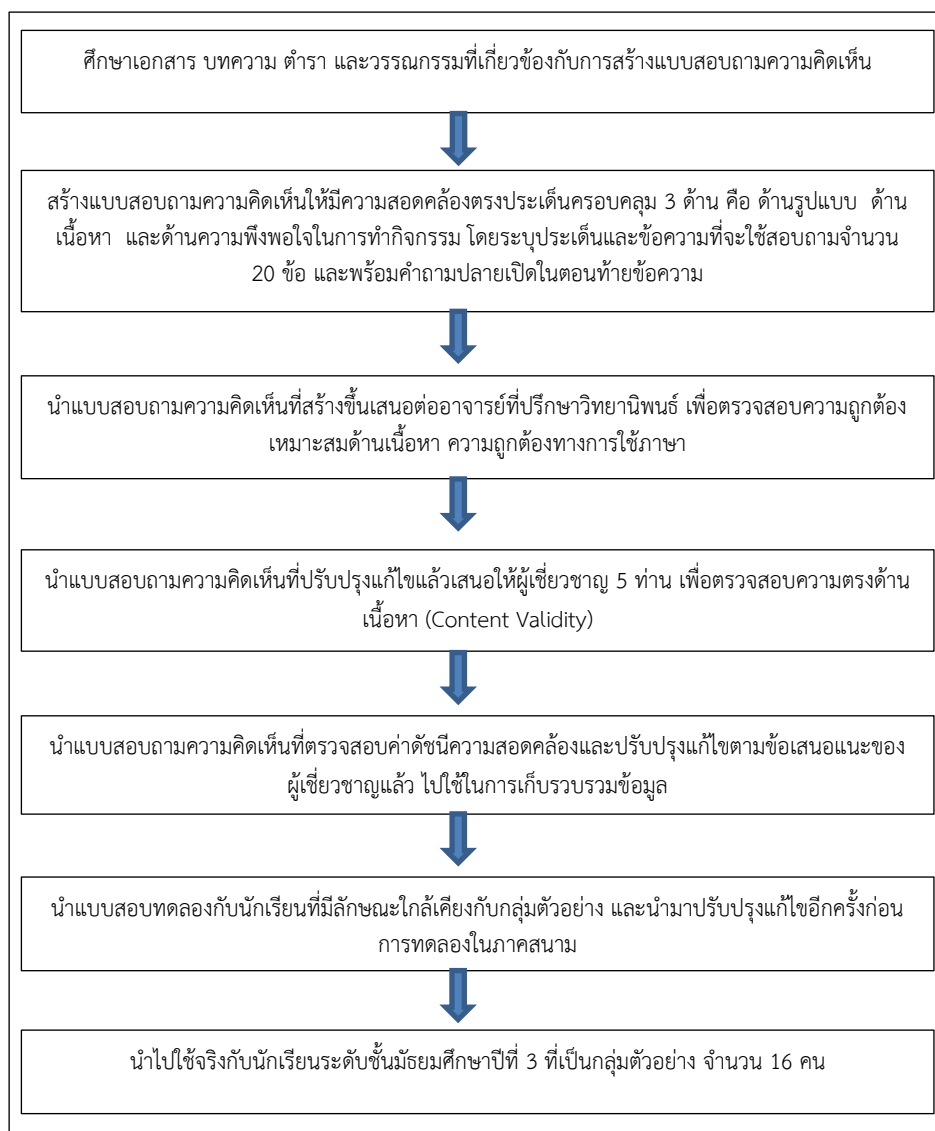 ศึกษาเอกสาร บทความ ตำรา และวรรณกรรมที่เกี่ยวข้องกับการสร้างแบบสอบถามความคิดเห็น
สร้างแบบสอบถามความคิดเห็นให้มีความสอดคล้องตรงประเด็นครอบคลุม 3 ด้าน คือ ด้านรูปแบบ ด้าน
เนื้อหา และด้านความพึงพอใจในการทำกิจกรรม โดยระบุประเด็นและข้อความที่จะใช้สอบถามจำนวน
20 ข้อ และพร้อมคำถามปลายเปิดในตอนท้ายข้อความ
นำแบบสอบถามความคิดเห็นที่สร้างขึ้นเสนอต่ออาจารย์ที่ปรึกษาวิทยานิพนธ์ เพื่อตรวจสอบความถูกต้อง
เหมาะสมด้านเนื้อหา ความถูกต้องทางการใช้ภาษา
นำแบบสอบถามความคิดเห็นที่ปรับปรุงแก้ไขแล้วเสนอให้ผู้เชี่ยวชาญ 5 ท่าน เพื่อตรวจสอบความตรงด้าน
เนื้อหา (Content Validity)
นำแบบสอบถามความคิดเห็นที่ตรวจสอบค่าดัชนีความสอดคล้องและปรับปรุงแก้ไขตามข้อเสนอแนะของ
ผู้เชี่ยวชาญแล้ว ไปใช้ในการเก็บรวบรวมข้อมูล
นำแบบสอบทดลองกับนักเรียนที่มีลักษณะใกล้เคียงกับกลุ่มตัวอย่าง และนำมาปรับปรุงแก้ไขอีกครั้งก่อน
การทดลองในภาคสนาม
นำไปใช้จริงกับนักเรียนระดับชั้นมัธยมศึกษาปีที่ 3 ที่เป็นกลุ่มตัวอย่าง จำนวน 16 คน